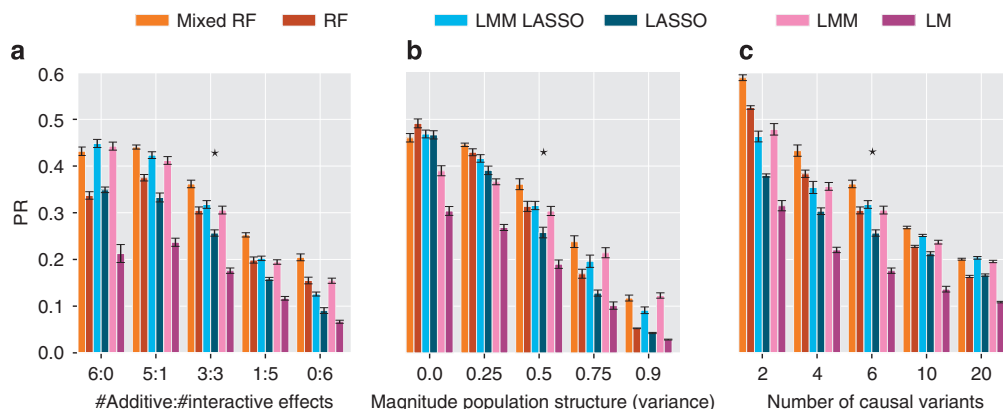 Mixed RF RF LMM LASSO LASSO LMM LM
a b c
0.6
0.5
0.4
0.3
0.2
0.1
0.0
PR
6:0 5:1 3:3 1:5 0:6
0.0 0.25 0.5 0.75 0.9
2 4 6 10 20
#Additive:#interactive effects
Magnitude population structure (variance)
Number of causal variants